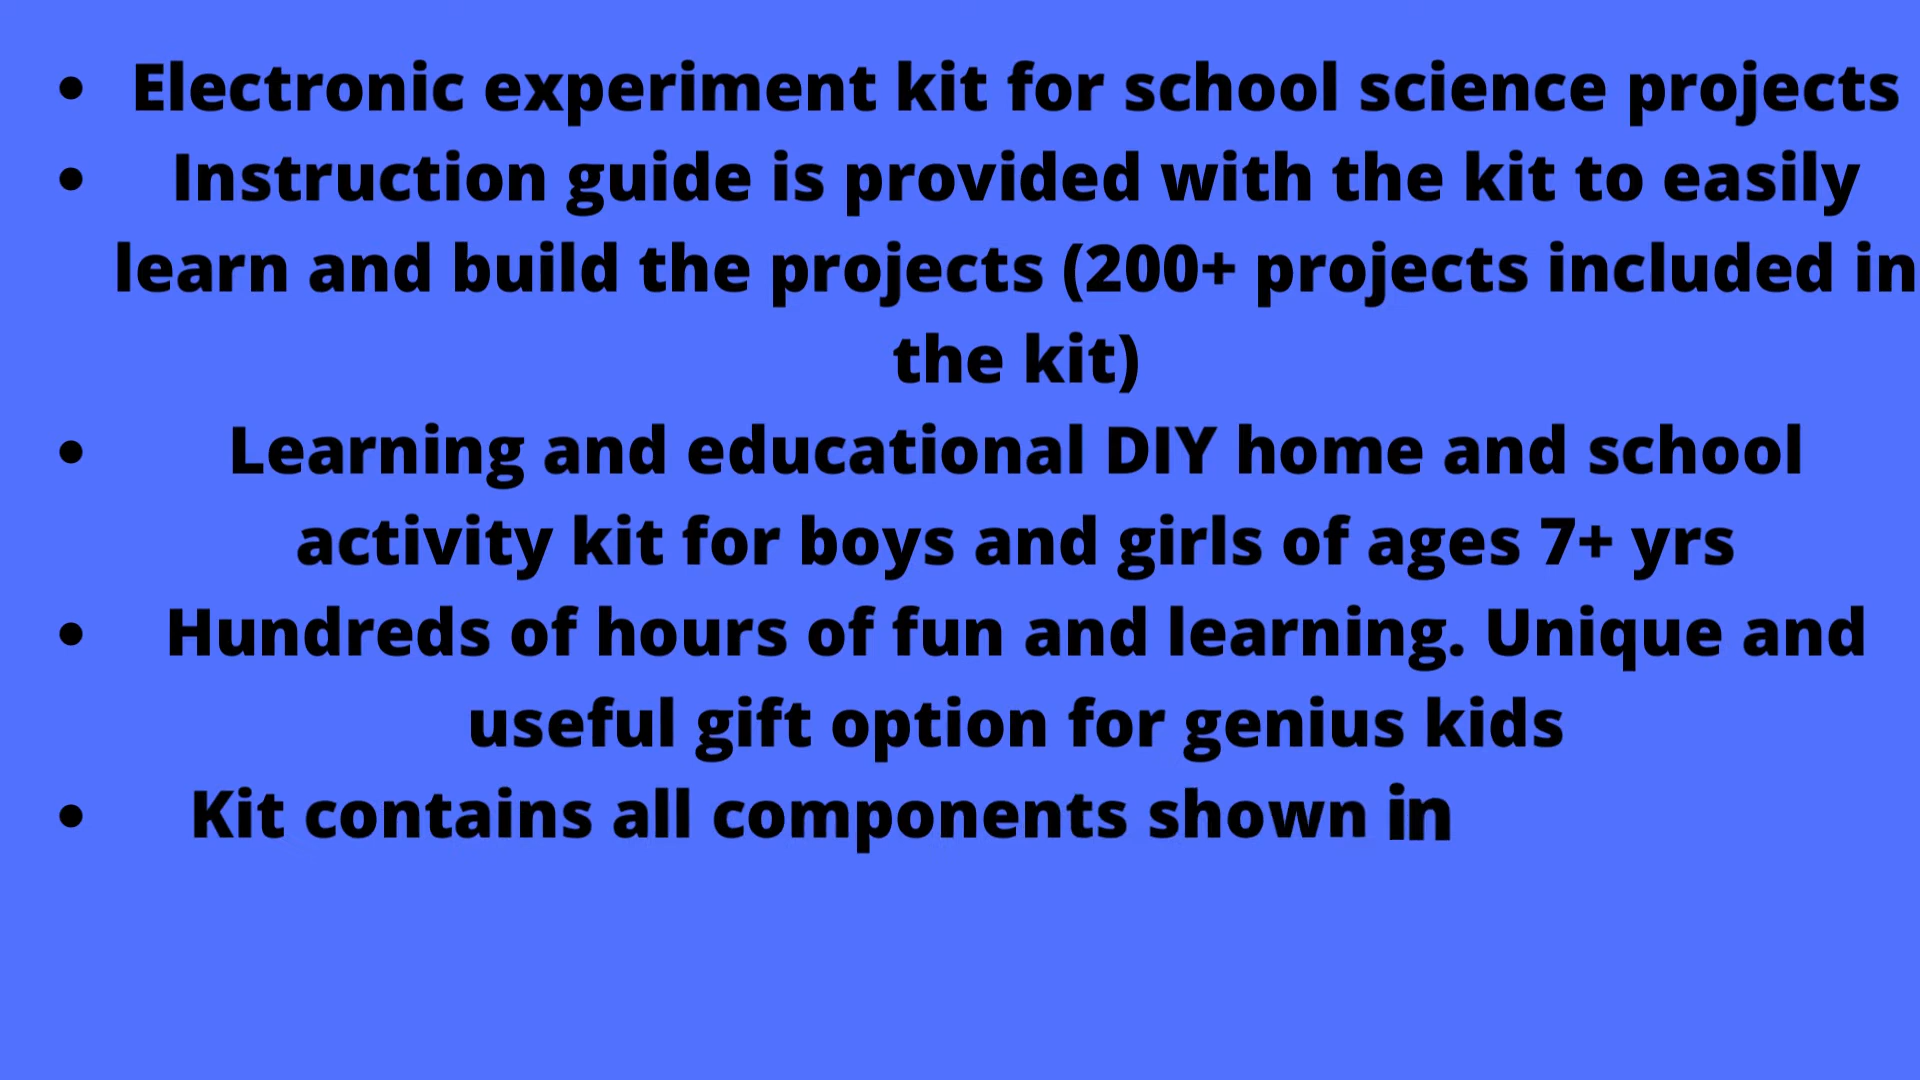 • Electronic experiment kit for school science projects
• Instruction guide is provided with the kit to easily
learn and build the projects (200+ projects included in
the kit)
• Learning and educational DIY home and school
activity kit for boys and girls of ages 7+ yrs
• Hundreds of hours of fun and learning. Unique and
useful gift option for genius kids
• Kit contains all components shown in